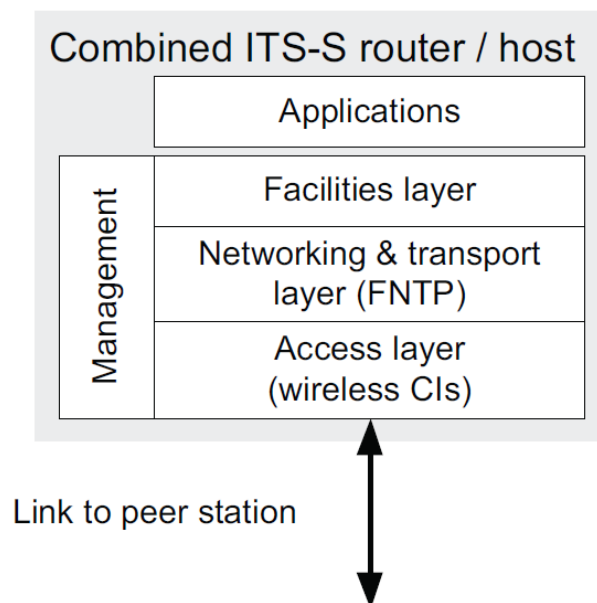 Combined ITS-S router / host
Applications
Management
Facilities layer
Networking & transport
layer (FNTP)
Access layer
(wireless CIs)
Link to peer station